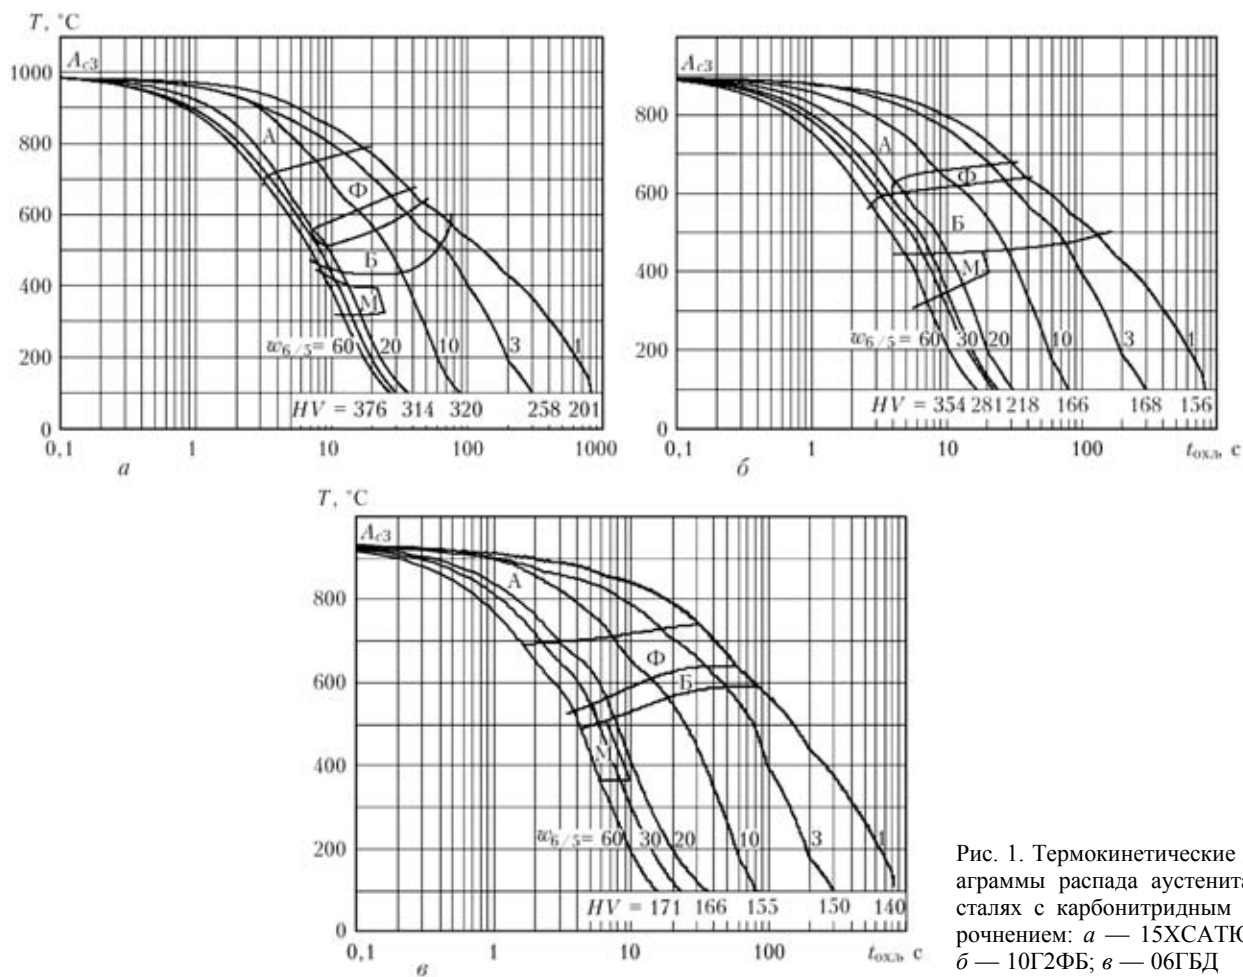 T, °C
1000
800
600
400
200
0
Ac3
А
Ф
Б
М
w6/5= 60 20 10 3 1
HV = 376 314 320 258 201
0,1 1 10 100 1000
а
Ac3
800
600
400
200
0
А
Ф
Б
М
w6/5= 60 30 20 10 3 1
HV = 354 281 218 166 168 156
0,1 1 10 100 tохл, с
б
T, °C
Ac3
800
600
400
200
0
А
Ф
Б
М
w6/5= 60 30 20 10 3 1
HV = 171 166 155 150 140
0,1 1 10 100 tохл, с
в
Рис. 1. Термокинетические
аграммы распада аустенита
сталях с карбонитридным
рочнением: а — 15ХСАТЮ
б — 10Г2ФБ; в — 06ГБД